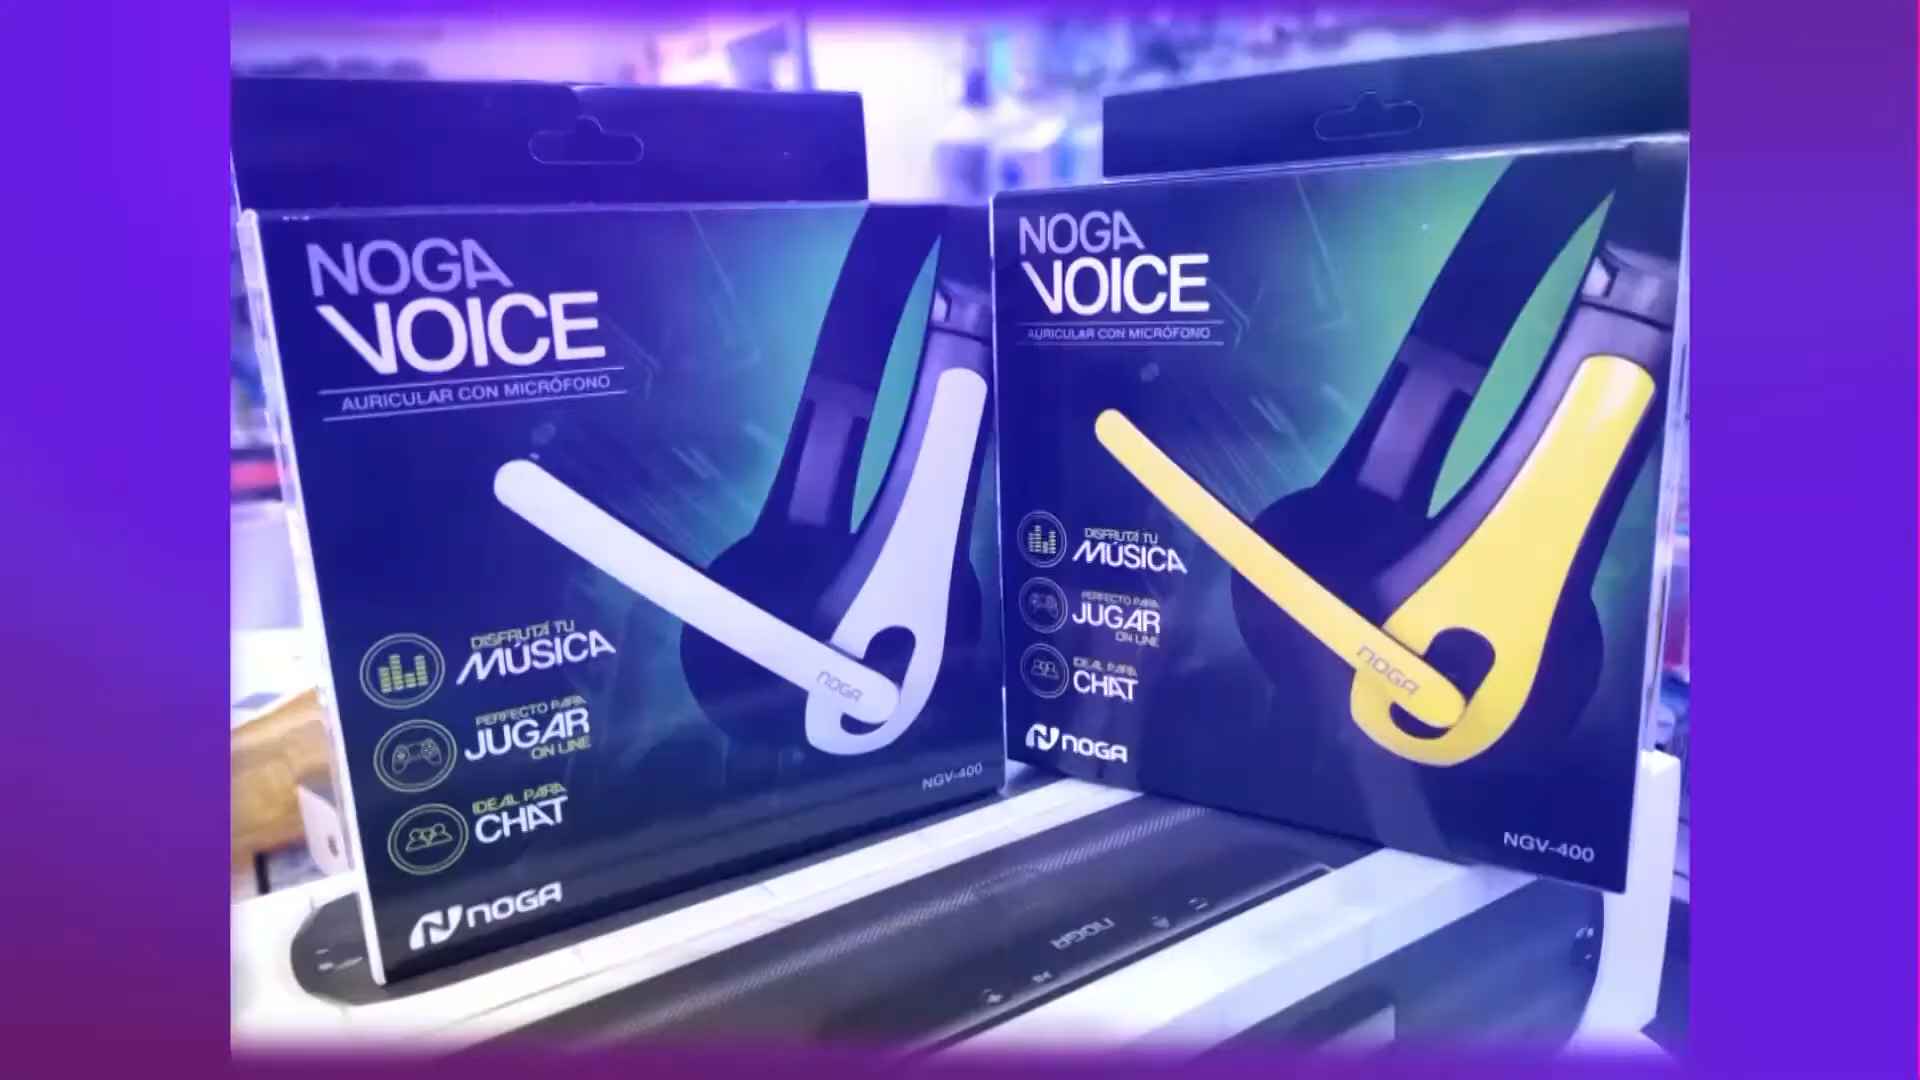 NOGA
VOICE
AURICULAR CON MICRÓFONO
DISFRUTÁ TU
MÚSICA
PERFECTO PARA
JUGAR
ON LINE
IDEAL PARA
CHAT
NOGA
NOGA
NGV-400
NOGA
VOICE
AURICULAR CON MICRÓFONO
DISFRUTÁ TU
MÚSICA
PERFECTO PARA
JUGAR
ON LINE
IDEAL PARA
CHAT
NOGA
NOGA
NGV-400
NOGA